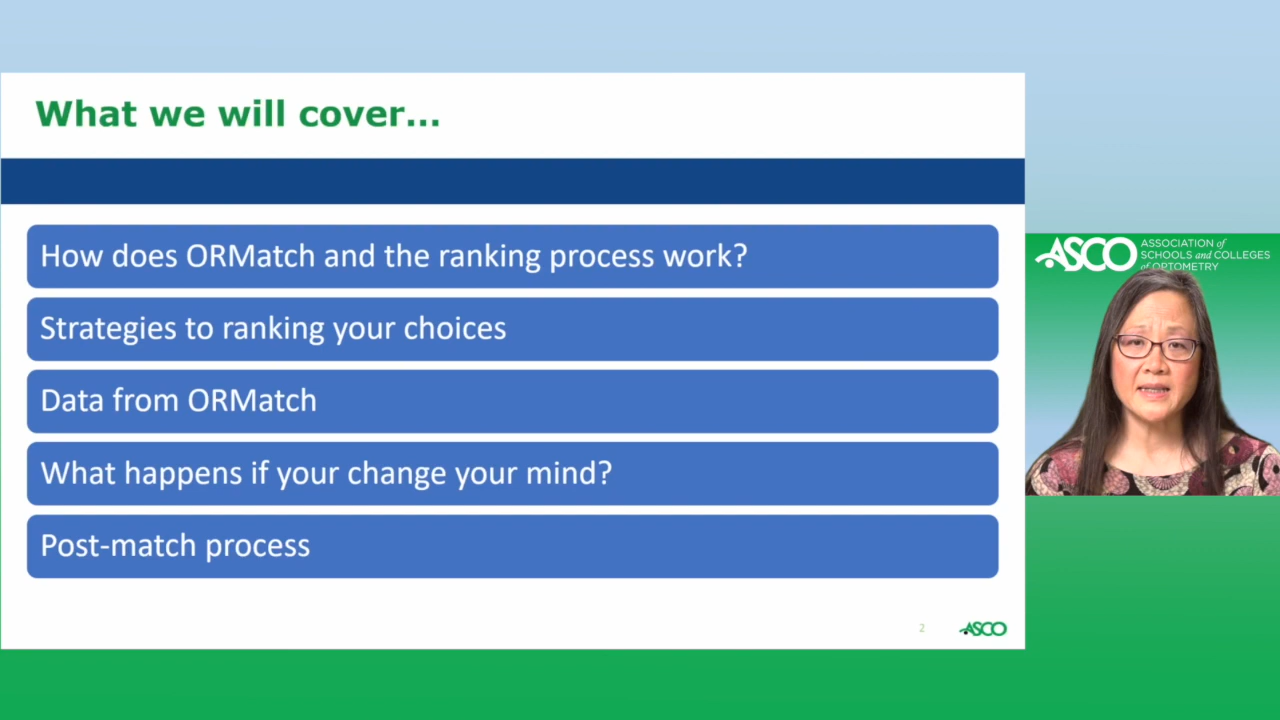 What we will cover...
How does ORMatch and the ranking process work?
Strategies to ranking your choices
Data from ORMatch
What happens if your change your mind?
Post-match process
2
ASCO
ASCO
ASSOCIATION of
SCHOOLS and COLLEGES
of OPTOMETRY